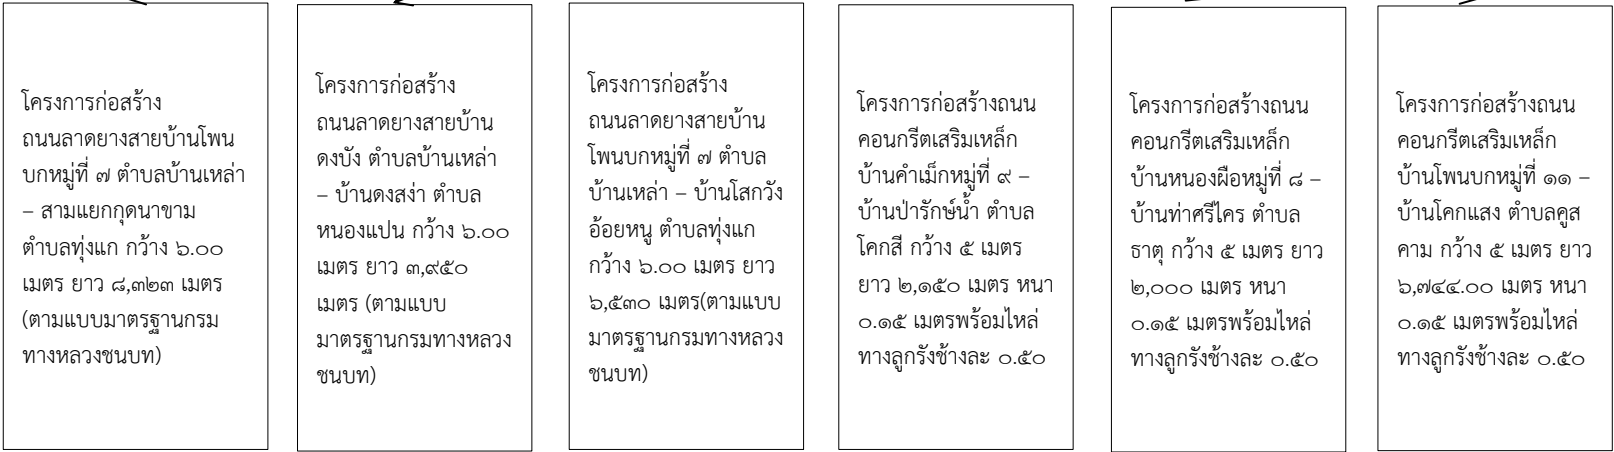 โครงการก่อสร้าง
ถนนลาดยางสายบ้านโพน
บกหมู่ที่ ๗ ตำบลบ้านเหล่า
– สามแยกกุดนาขาม
ตำบลทุ่งแก กว้าง ๖.๐๐
เมตร ยาว ๘,๓๒๓ เมตร
(ตามแบบมาตรฐานกรม
ทางหลวงชนบท)
โครงการก่อสร้าง
ถนนลาดยางสายบ้าน
ดงบัง ตำบลบ้านเหล่า
– บ้านดงสง่า ตำบล
หนองแปน กว้าง ๖.๐๐
เมตร ยาว ๓,๙๕๐
เมตร (ตามแบบ
มาตรฐานกรมทางหลวง
ชนบท)
โครงการก่อสร้าง
ถนนลาดยางสายบ้าน
โพนบกหมู่ที่ ๗ ตำบล
บ้านเหล่า – บ้านโสกวัง
อ้อยหนู ตำบลทุ่งแก
กว้าง ๖.๐๐ เมตร ยาว
๖,๕๓๐ เมตร(ตามแบบ
มาตรฐานกรมทางหลวง
ชนบท)
โครงการก่อสร้างถนน
คอนกรีตเสริมเหล็ก
บ้านคำเม็กหมู่ที่ ๙ –
บ้านป่ารักษ์น้ำ ตำบล
โคกสี กว้าง ๕ เมตร
ยาว ๒,๑๕๐ เมตร หนา
๐.๑๕ เมตรพร้อมไหล่
ทางลูกรังช้างละ ๐.๕๐
โครงการก่อสร้างถนน
คอนกรีตเสริมเหล็ก
บ้านหนองผือหมู่ที่ ๘ –
บ้านท่าศรีไคร ตำบล
ธาตุ กว้าง ๕ เมตร ยาว
๒,๐๐๐ เมตร หนา
๐.๑๕ เมตรพร้อมไหล่
ทางลูกรังช้างละ ๐.๕๐
โครงการก่อสร้างถนน
คอนกรีตเสริมเหล็ก
บ้านโพนบกหมู่ที่ ๑๑ –
บ้านโคกแสง ตำบลคูส
คาม กว้าง ๕ เมตร ยาว
๖,๗๔๔.๐๐ เมตร หนา
๐.๑๕ เมตรพร้อมไหล่
ทางลูกรังช้างละ ๐.๕๐